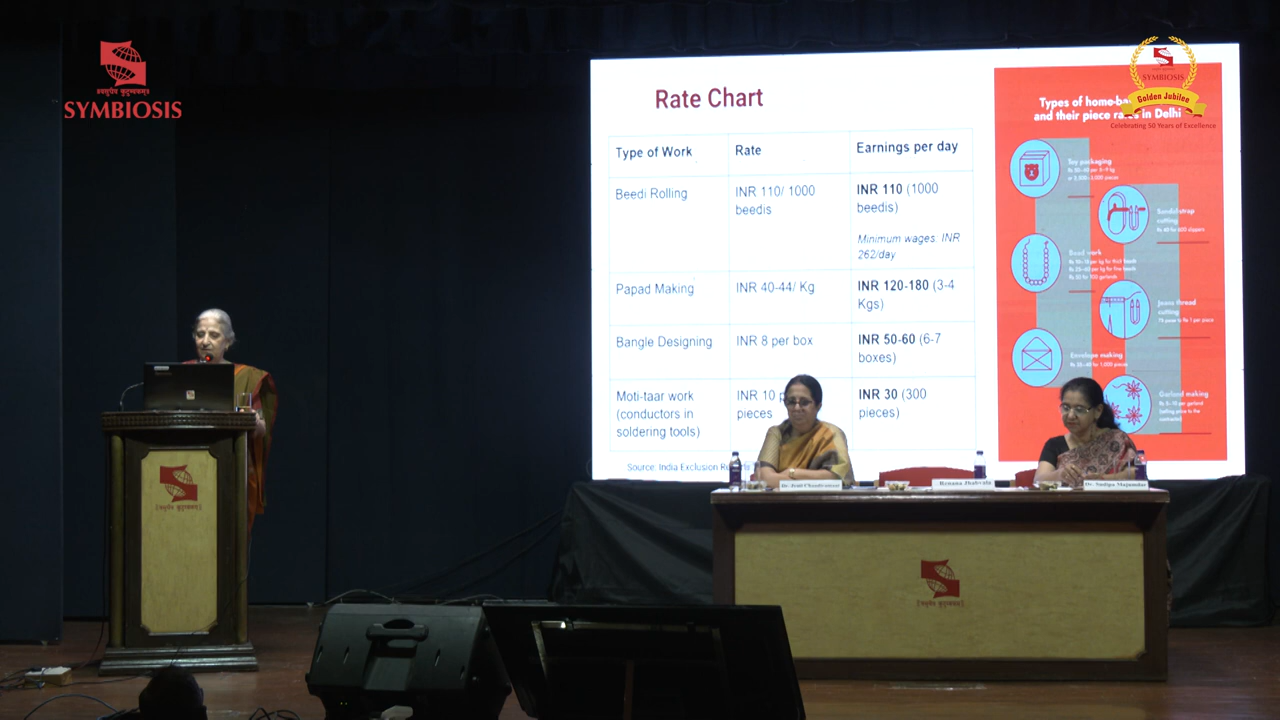 SYMBIOSIS
Rate Chart
Type of Work
Rate
Earnings per day
Beedi Rolling
INR 110/ 1000
beedis
INR 110 (1000
beedis)
Minimum wages: INR
262/day
Papad Making
INR 40-44/ Kg
INR 120-180 (3-4
Kgs)
Bangle Designing
INR 8 per box
INR 50-60 (6-7
boxes)
Moti-taar work
(conductors in
soldering tools)
INR 10
pieces
INR 30 (300
pieces)
Source: India Exclusion
SYMBIOSIS
Golden Jubilee
Celebrating 50 Years of Excellence
Types of
and their piece in Delhi
Toy packaging
Sandal-strap
cutting
Bead work
Jeans thread
cutting
Envelope making
Garland making
Renana Jhabvala
Dr. Sudipa Majumdar